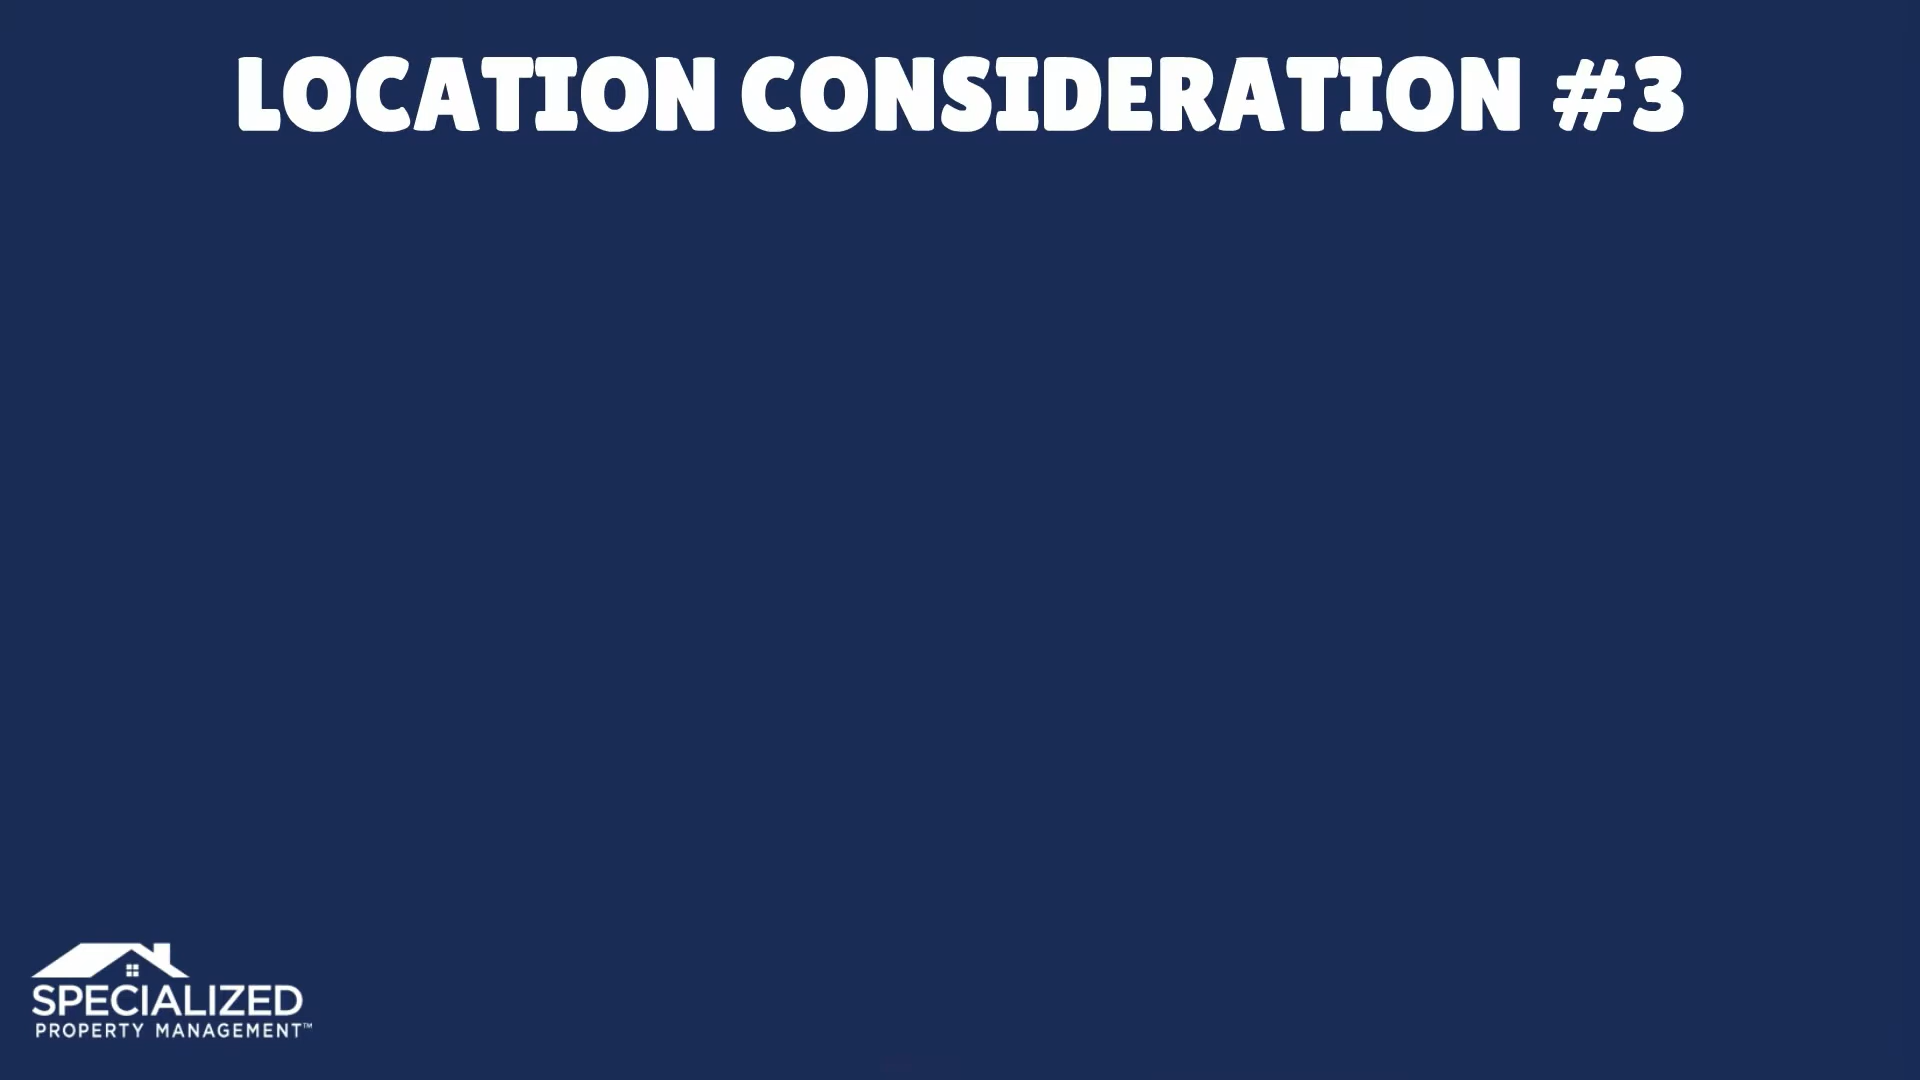 LOCATION CONSIDERATION #3
SPECIALIZED
PROPERTY MANAGEMENT™